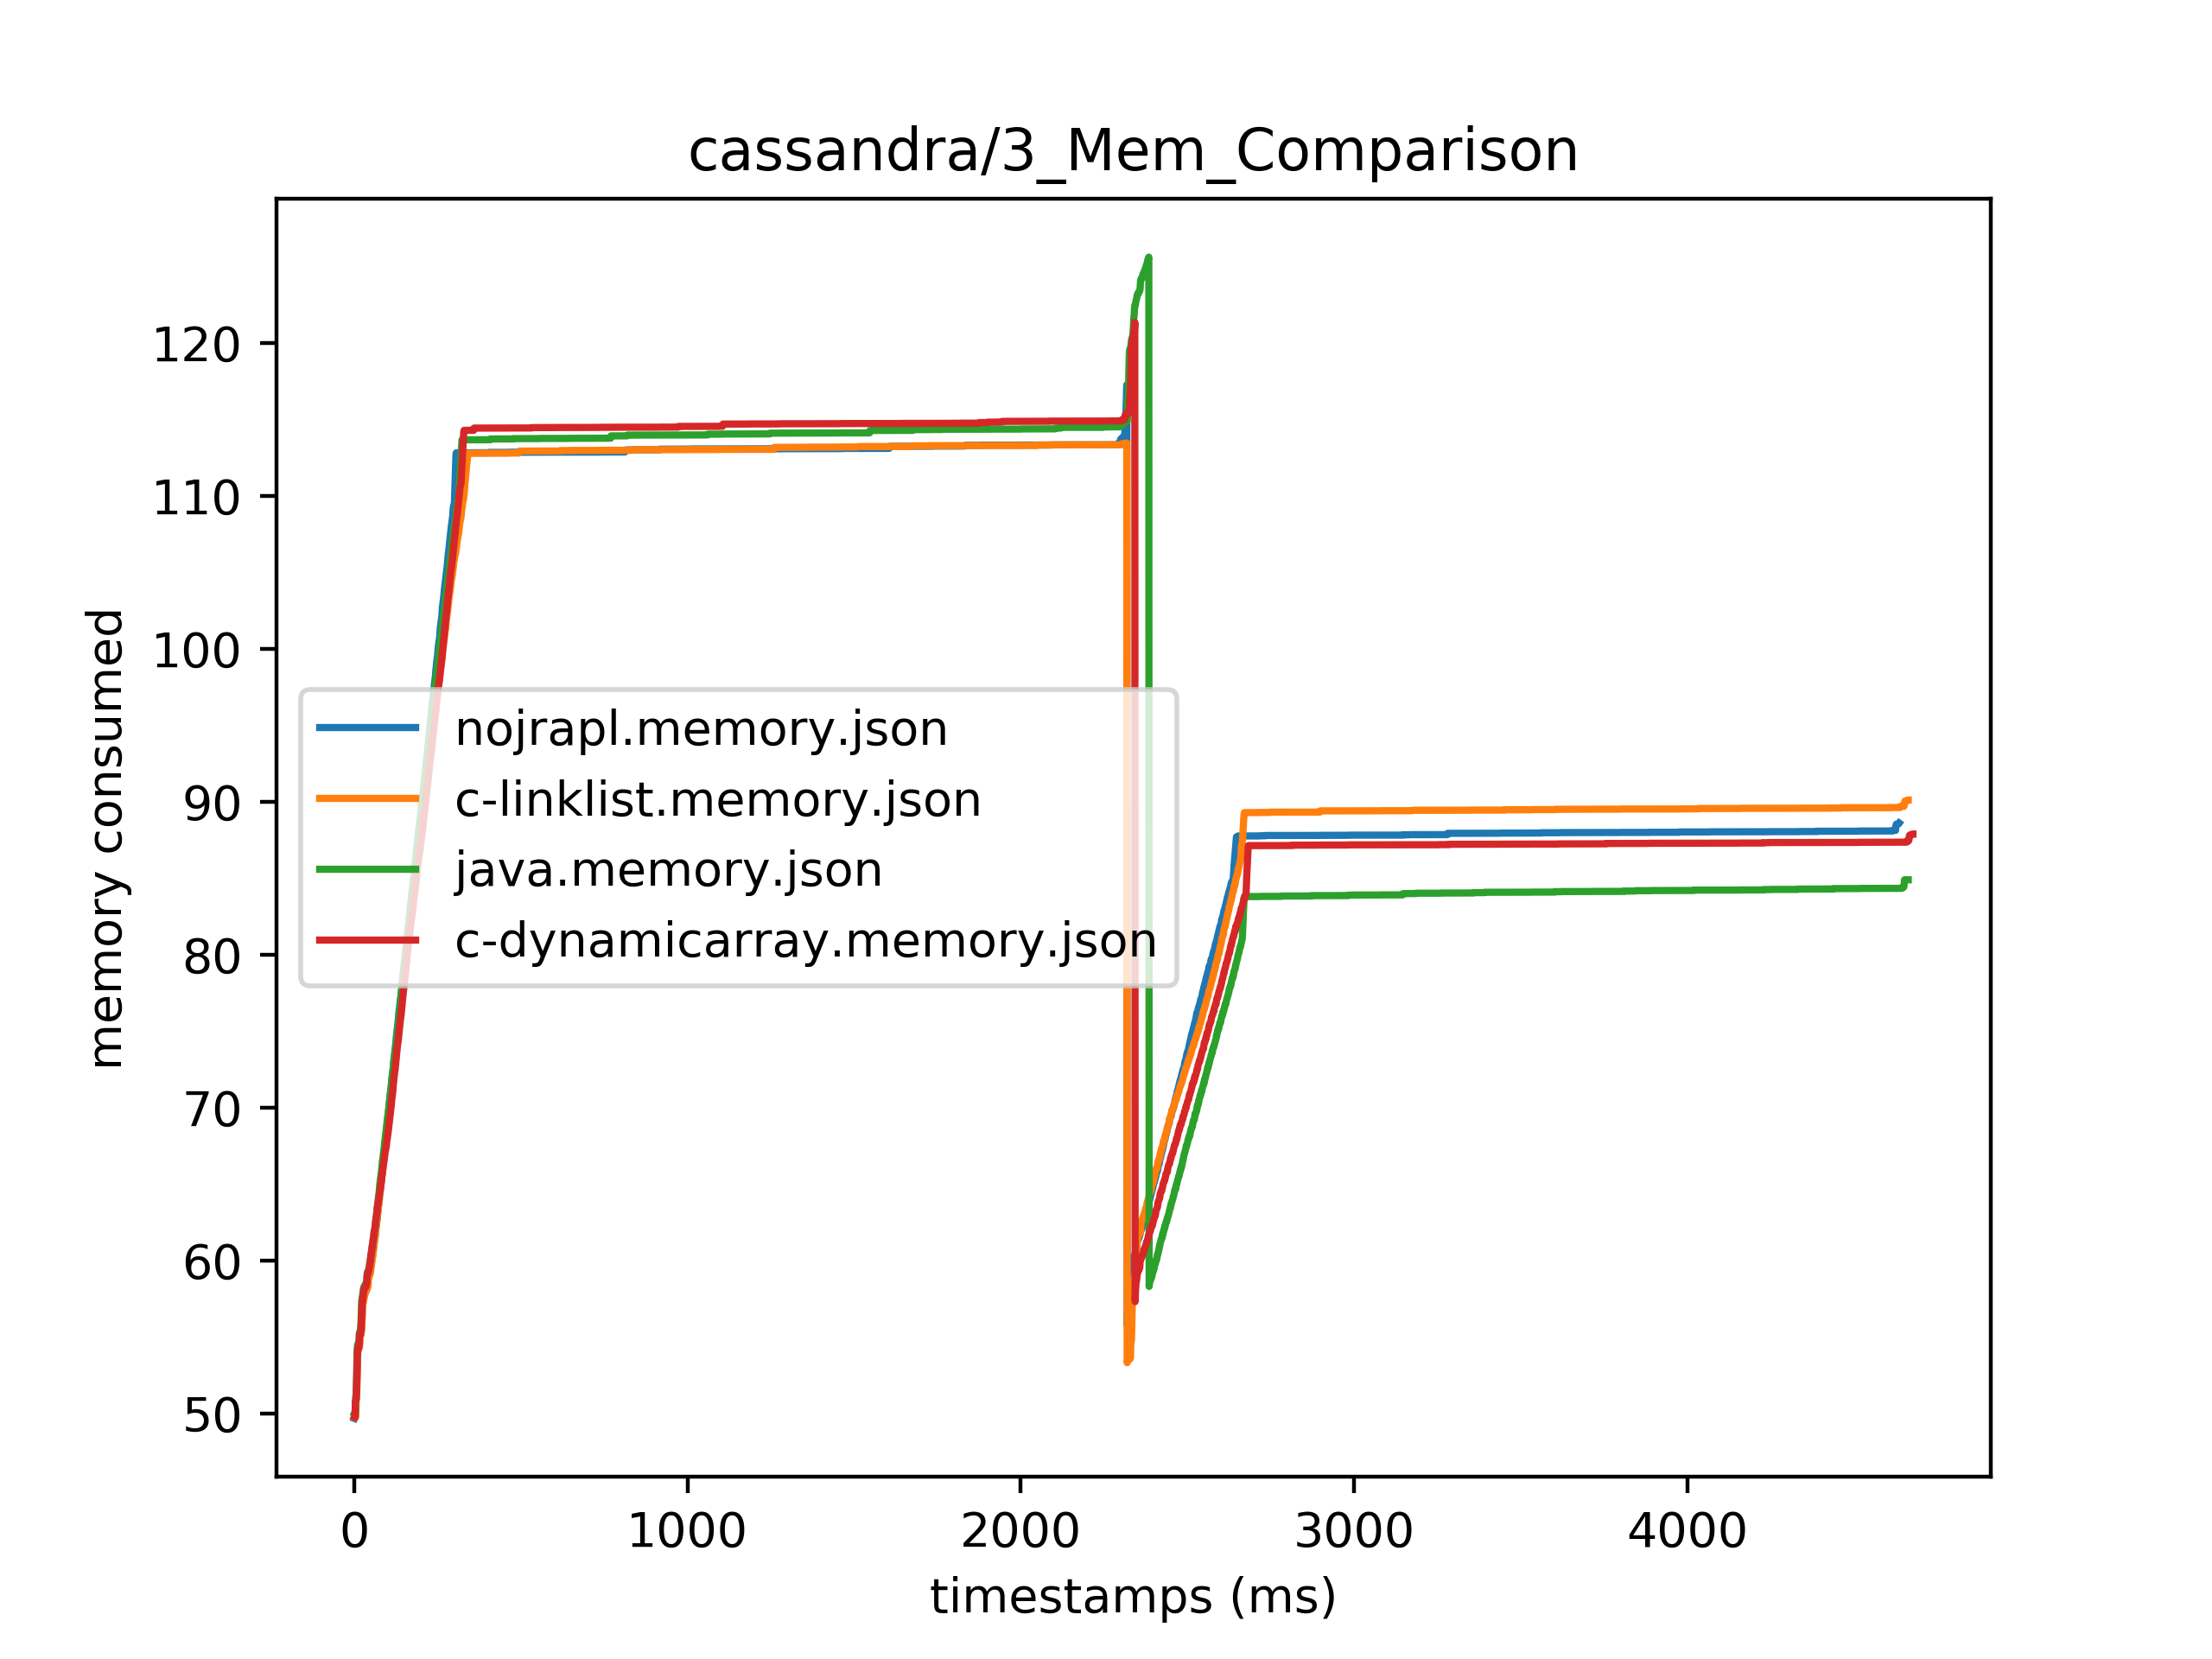 cassandra/3_Mem_Comparison
memory consumed
120
110
100
90
80
70
60
50
nojrapl.memory.json
c-linklist.memory.json
java.memory.json
c-dynamicarray.memory.json
0 1000 2000 3000 4000
timestamps (ms)